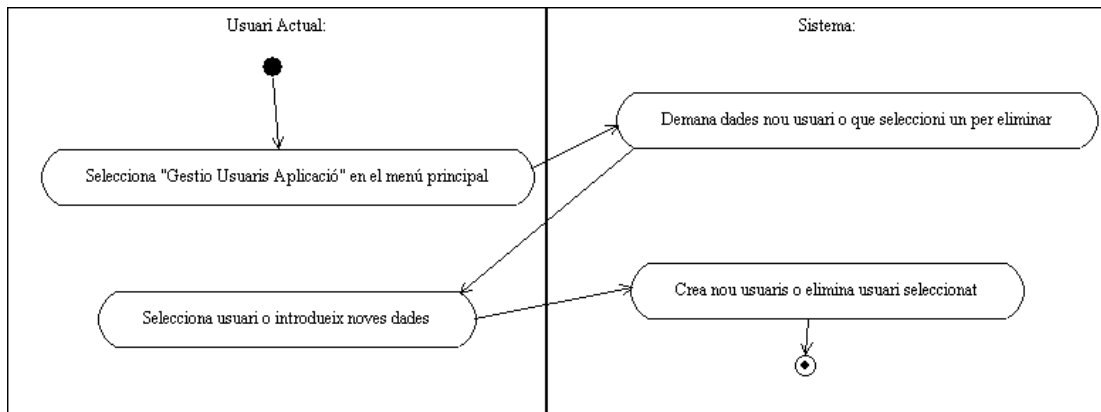 Usuari Actual:
Sistema:
Demana dades nou usuari o que seleccioni un per eliminar
Selecciona "Gestio Usuaris Aplicació" en el menú principal
Crea nou usuaris o elimina usuari seleccionat
Selecciona usuari o introdueix noves dades